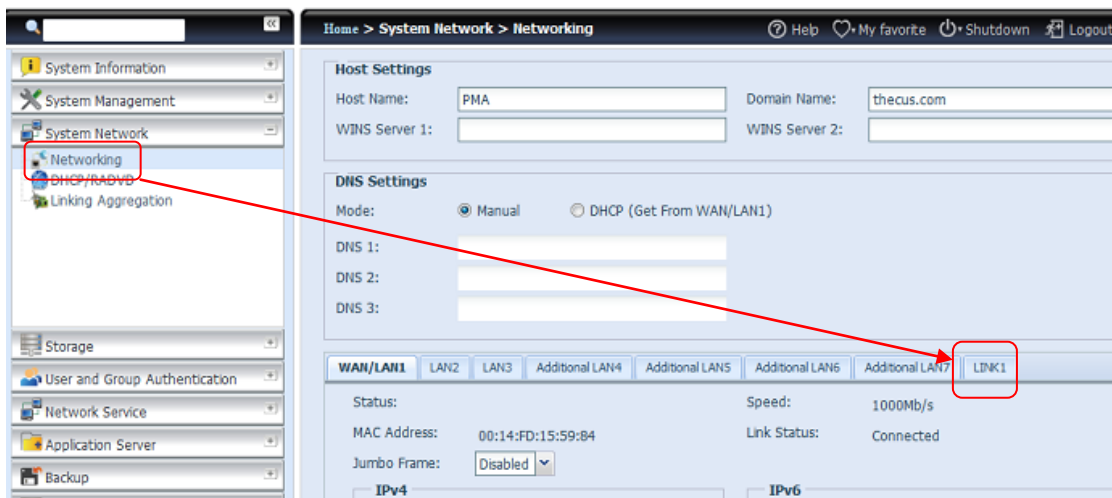 Home > System Network > Networking
Help
My favorite
Shutdown
Logout
System Information
System Management
System Network
Networking
DHCP/RADVD
Linking Aggregation
Storage
User and Group Authentication
Network Service
Application Server
Backup
Host Settings
Host Name: PMA Domain Name: thecus.com
WINS Server 1: WINS Server 2:
DNS Settings
Mode: Manual DHCP (Get From WAN/LAN1)
DNS 1:
DNS 2:
DNS 3:
WAN/LAN1 LAN2 LAN3 Additional LAN4 Additional LAN5 Additional LAN6 Additional LAN7 LINK1
Status: Speed: 1000Mb/s
MAC Address: 00:14:FD:15:59:84 Link Status: Connected
Jumbo Frame: Disabled
IPv4 IPv6